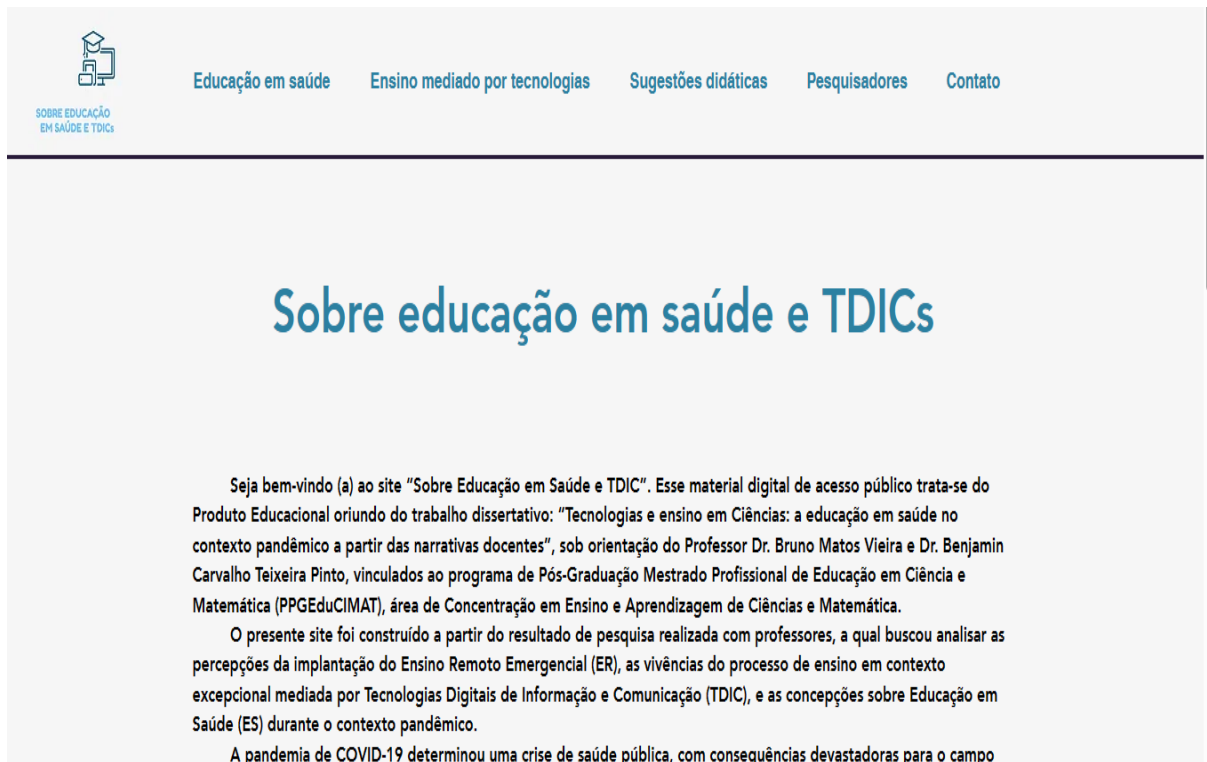 SOBRE EDUCAÇÃO
EM SAÚDE E TDICs
Educação em saúde Ensino mediado por tecnologias Sugestões didáticas Pesquisadores Contato
Sobre educação em saúde e TDICs
Seja bem-vindo (a) ao site “Sobre Educação em Saúde e TDIC”. Esse material digital de acesso público trata-se do
Produto Educacional oriundo do trabalho dissertativo: “Tecnologias e ensino em Ciências: a educação em saúde no
contexto pandêmico a partir das narrativas docentes”, sob orientação do Professor Dr. Bruno Matos Vieira e Dr. Benjamin
Carvalho Teixeira Pinto, vinculados ao programa de Pós-Graduação Mestrado Profissional de Educação em Ciência e
Matemática (PPGEduCIMAT), área de Concentração em Ensino e Aprendizagem de Ciências e Matemática.
O presente site foi construído a partir do resultado de pesquisa realizada com professores, a qual buscou analisar as
percepções da implantação do Ensino Remoto Emergencial (ER), as vivências do processo de ensino em contexto
excepcional mediada por Tecnologias Digitais de Informação e Comunicação (TDIC), e as concepções sobre Educação em
Saúde (ES) durante o contexto pandêmico.
A pandemia de COVID-19 determinou uma crise de saúde pública, com consequências devastadoras para o campo